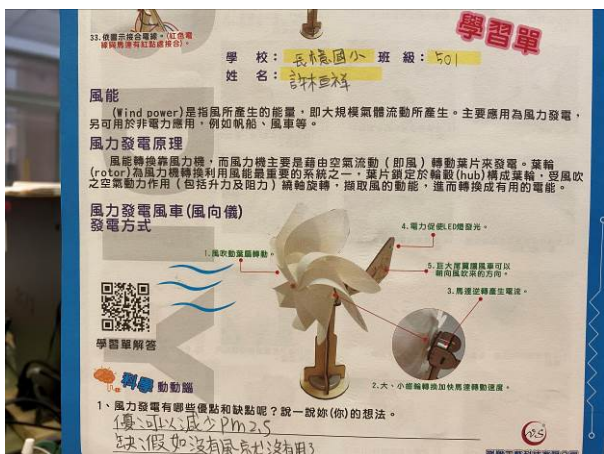 33.依圖示接合電線。(紅色電
線與馬達有紅點處接合)。
學習單
學 校：長檍國小 班 級：501
姓 名：
風能
(Wind power)是指風所產生的能量，即大規模氣體流動所產生。主要應用為風力發電，
另可用於非電力應用，例如帆船、風車等。
風力發電原理
風能轉換靠風力機，而風力機主要是藉由空氣流動（即風）轉動葉片來發電。葉輪
(rotor)為風力機轉換利用風能最重要的系統之一，葉片鎖定於輪轂(hub)構成葉輪，受風吹
之空氣動力作用（包括升力及阻力）繞輪旋轉，擷取風的動能，進而轉換成有用的電能。
風力發電風車(風向儀)
發電方式
4.電力促使LED燈發光。
1.風吹動葉扇轉動。
5.巨大尾翼讓風車可以
朝向風吹來的方向。
3.馬達逆轉產生電流。
學習單解答
2.大、小齒輪轉換加快馬達轉動速度。
科學動動腦
1、風力發電有哪些優點和缺點呢？說一說妳(你)的想法。
優:可以減少Pm2.5
缺:假如沒有風就沒有用了